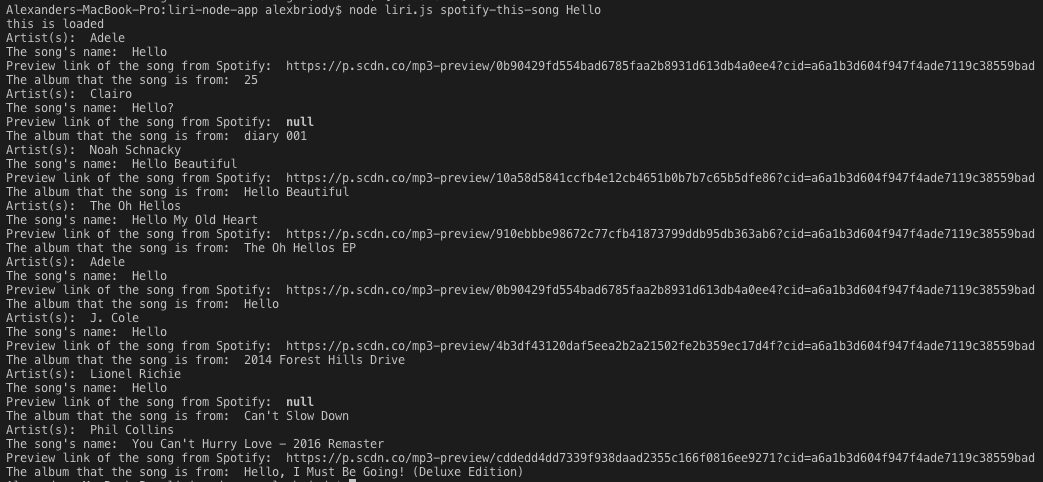 Alexanders-MacBook-Pro:liri-node-app alexbriody$ node liri.js spotify-this-song Hello
this is loaded
Artist(s):  Adele
The song's name:  Hello
Preview link of the song from Spotify:  https://p.scdn.co/mp3-preview/0b90429fd554bad6785faa2b8931d613db4a0ee4?cid=a6a1b3d604f947f4ade7119c38559bad
The album that the song is from:  25
Artist(s):  Clairo
The song's name:  Hello?
Preview link of the song from Spotify:  null
The album that the song is from:  diary 001
Artist(s):  Noah Schnacky
The song's name:  Hello Beautiful
Preview link of the song from Spotify:  https://p.scdn.co/mp3-preview/10a58d5841ccfb4e12cb4651b0b7b7c65b5dfe86?cid=a6a1b3d604f947f4ade7119c38559bad
The album that the song is from:  Hello Beautiful
Artist(s):  The Oh Hellos
The song's name:  Hello My Old Heart
Preview link of the song from Spotify:  https://p.scdn.co/mp3-preview/910ebbbe98672c77cfb41873799ddb95db363ab6?cid=a6a1b3d604f947f4ade7119c38559bad
The album that the song is from:  The Oh Hellos EP
Artist(s):  Adele
The song's name:  Hello
Preview link of the song from Spotify:  https://p.scdn.co/mp3-preview/0b90429fd554bad6785faa2b8931d613db4a0ee4?cid=a6a1b3d604f947f4ade7119c38559bad
The album that the song is from:  Hello
Artist(s):  J. Cole
The song's name:  Hello
Preview link of the song from Spotify:  https://p.scdn.co/mp3-preview/4b3df43120daf5eea2b2a21502fe2b359ec17d4f?cid=a6a1b3d604f947f4ade7119c38559bad
The album that the song is from:  2014 Forest Hills Drive
Artist(s):  Lionel Richie
The song's name:  Hello
Preview link of the song from Spotify:  null
The album that the song is from:  Can't Slow Down
Artist(s):  Phil Collins
The song's name:  You Can't Hurry Love - 2016 Remaster
Preview link of the song from Spotify:  https://p.scdn.co/mp3-preview/cddedd4dd7339f938daad2355c166f0816ee9271?cid=a6a1b3d604f947f4ade7119c38559bad
The album that the song is from:  Hello, I Must Be Going! (Deluxe Edition)